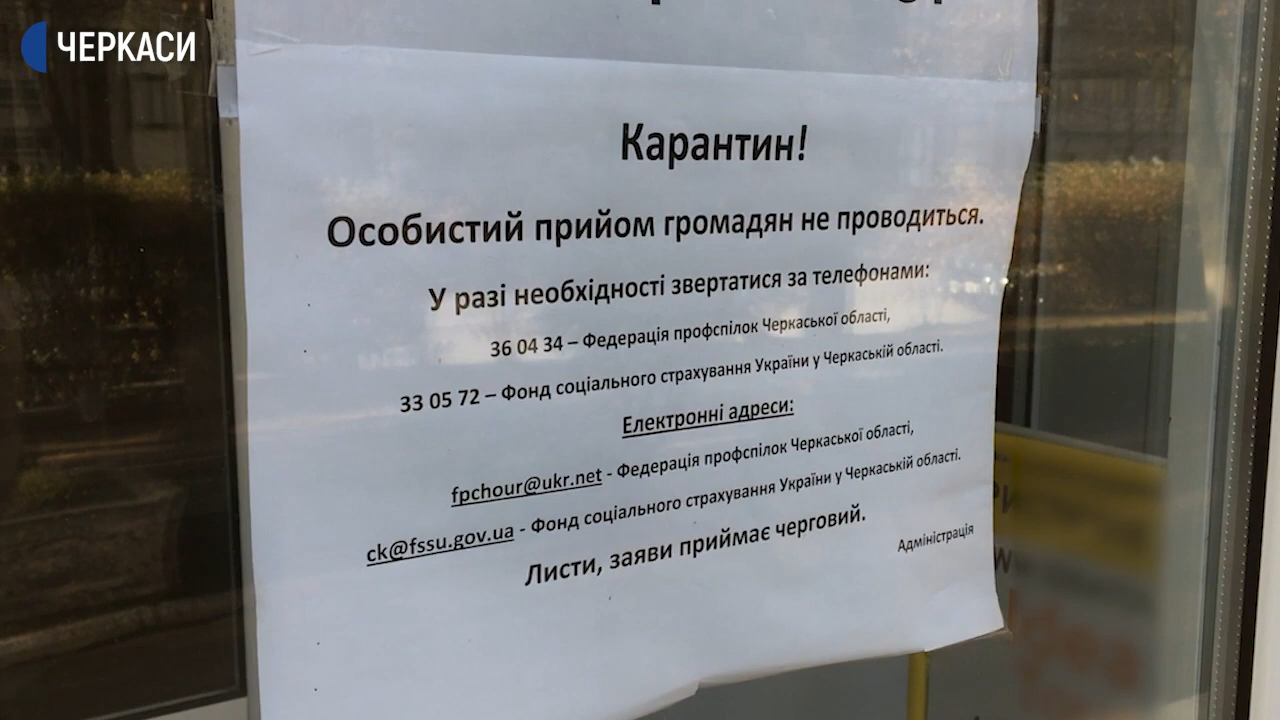 ЧЕРКАСИ
Карантин!
Особистий прийом громадян не проводиться.
У разі необхідності звертатися за телефонами:
36 04 34 – Федерація профспілок Черкаської області,
33 05 72 – Фонд соціального страхування України у Черкаській області.
Електронні адреси:
fpchour@ukr.net - Федерація профспілок Черкаської області,
ck@fssu.gov.ua - Фонд соціального страхування України у Черкаській області.
Листи, заяви приймає черговий.
Адміністрація